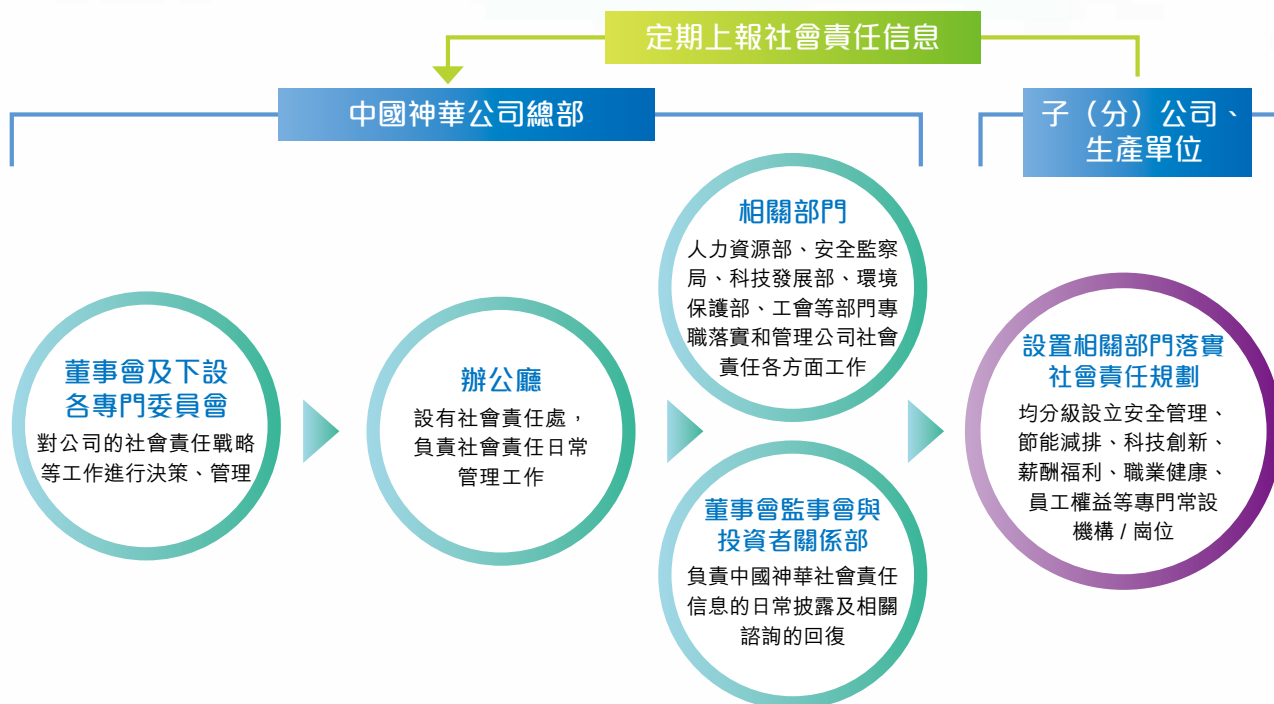 定期上報社會責任信息
中國神華公司總部
子（分）公司、
生產單位
董事會及下設
各專門委員會
對公司的社會責任戰略
等工作進行決策、管理
辦公廳
設有社會責任處，
負責社會責任日常
管理工作
相關部門
人力資源部、安全監察
局、科技發展部、環境
保護部、工會等部門專
職落實和管理公司社會
責任各方面工作
董事會監事會與
投資者關係部
負責中國神華社會責任
信息的日常披露及相關
諮詢的回復
設置相關部門落實
社會責任規劃
均分級設立安全管理、
節能減排、科技創新、
薪酬福利、職業健康、
員工權益等專門常設
機構 / 崗位